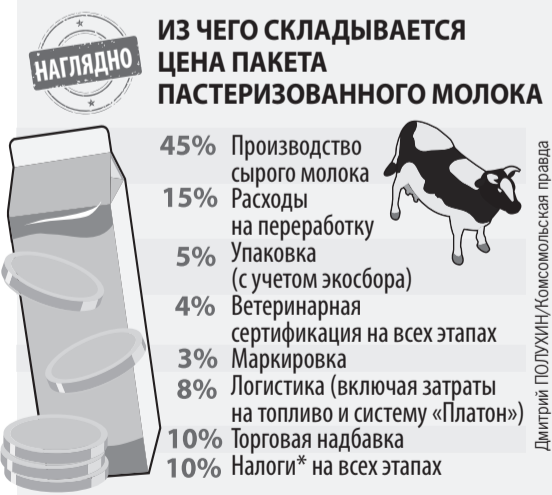 НАГЛЯДНО
ИЗ ЧЕГО СКЛАДЫВАЕТСЯ
ЦЕНА ПАКЕТА
ПАСТЕРИЗОВАННОГО МОЛОКА
45% Производство
сырого молока
15% Расходы
на переработку
5% Упаковка
(с учетом экосбора)
4% Ветеринарная
сертификация на всех этапах
3% Маркировка
8% Логистика (включая затраты
на топливо и систему «Платон»)
10% Торговая надбавка
10% Налоги* на всех этапах
Дмитрий ПОЛУХИН/Комсомольская правда